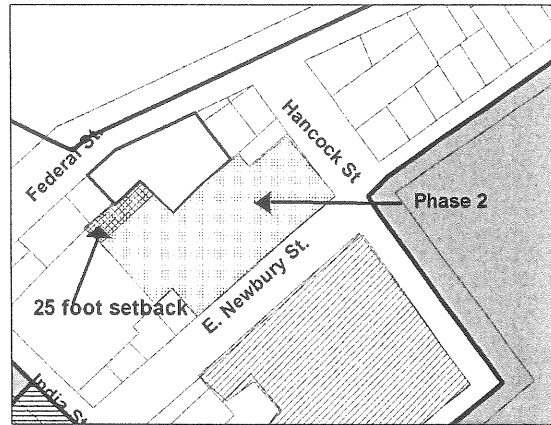 Hancock St
Federal St.
Phase 2
25 foot setback
E. Newbury St.
India St.